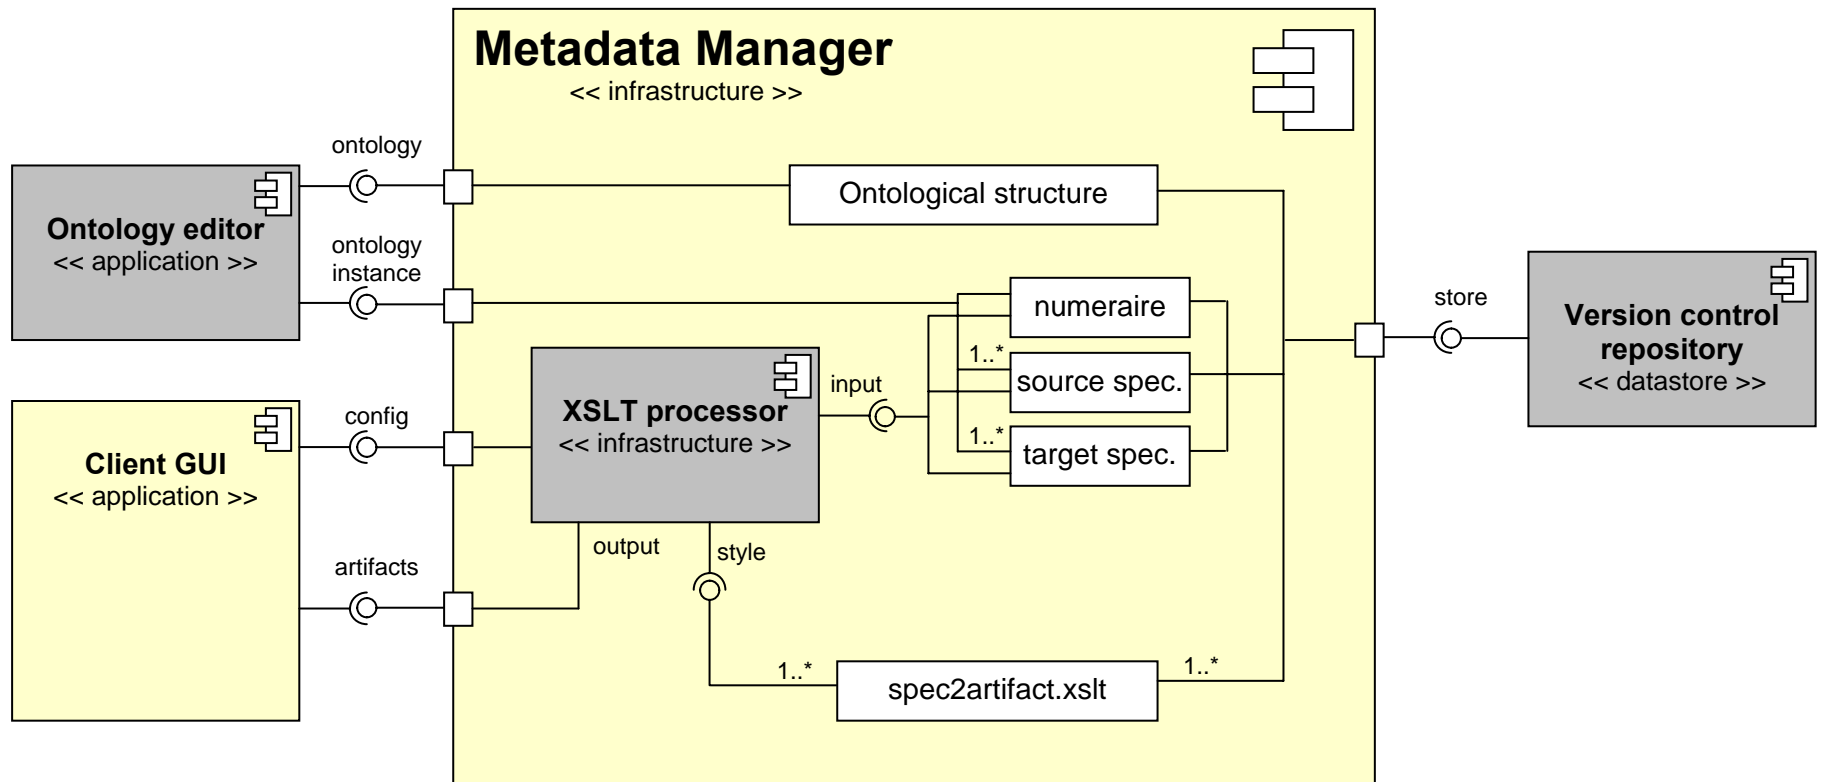 Metadata Manager
<< infrastructure >>
ontology
Ontology editor
<< application >>
ontology
instance
Ontological structure
numeraire
1..*
source spec.
1..*
target spec.
store
Version control
repository
<< datastore >>
input
XSLT processor
<< infrastructure >>
config
Client GUI
<< application >>
artifacts
output
style
1..*
spec2artifact.xslt
1..*